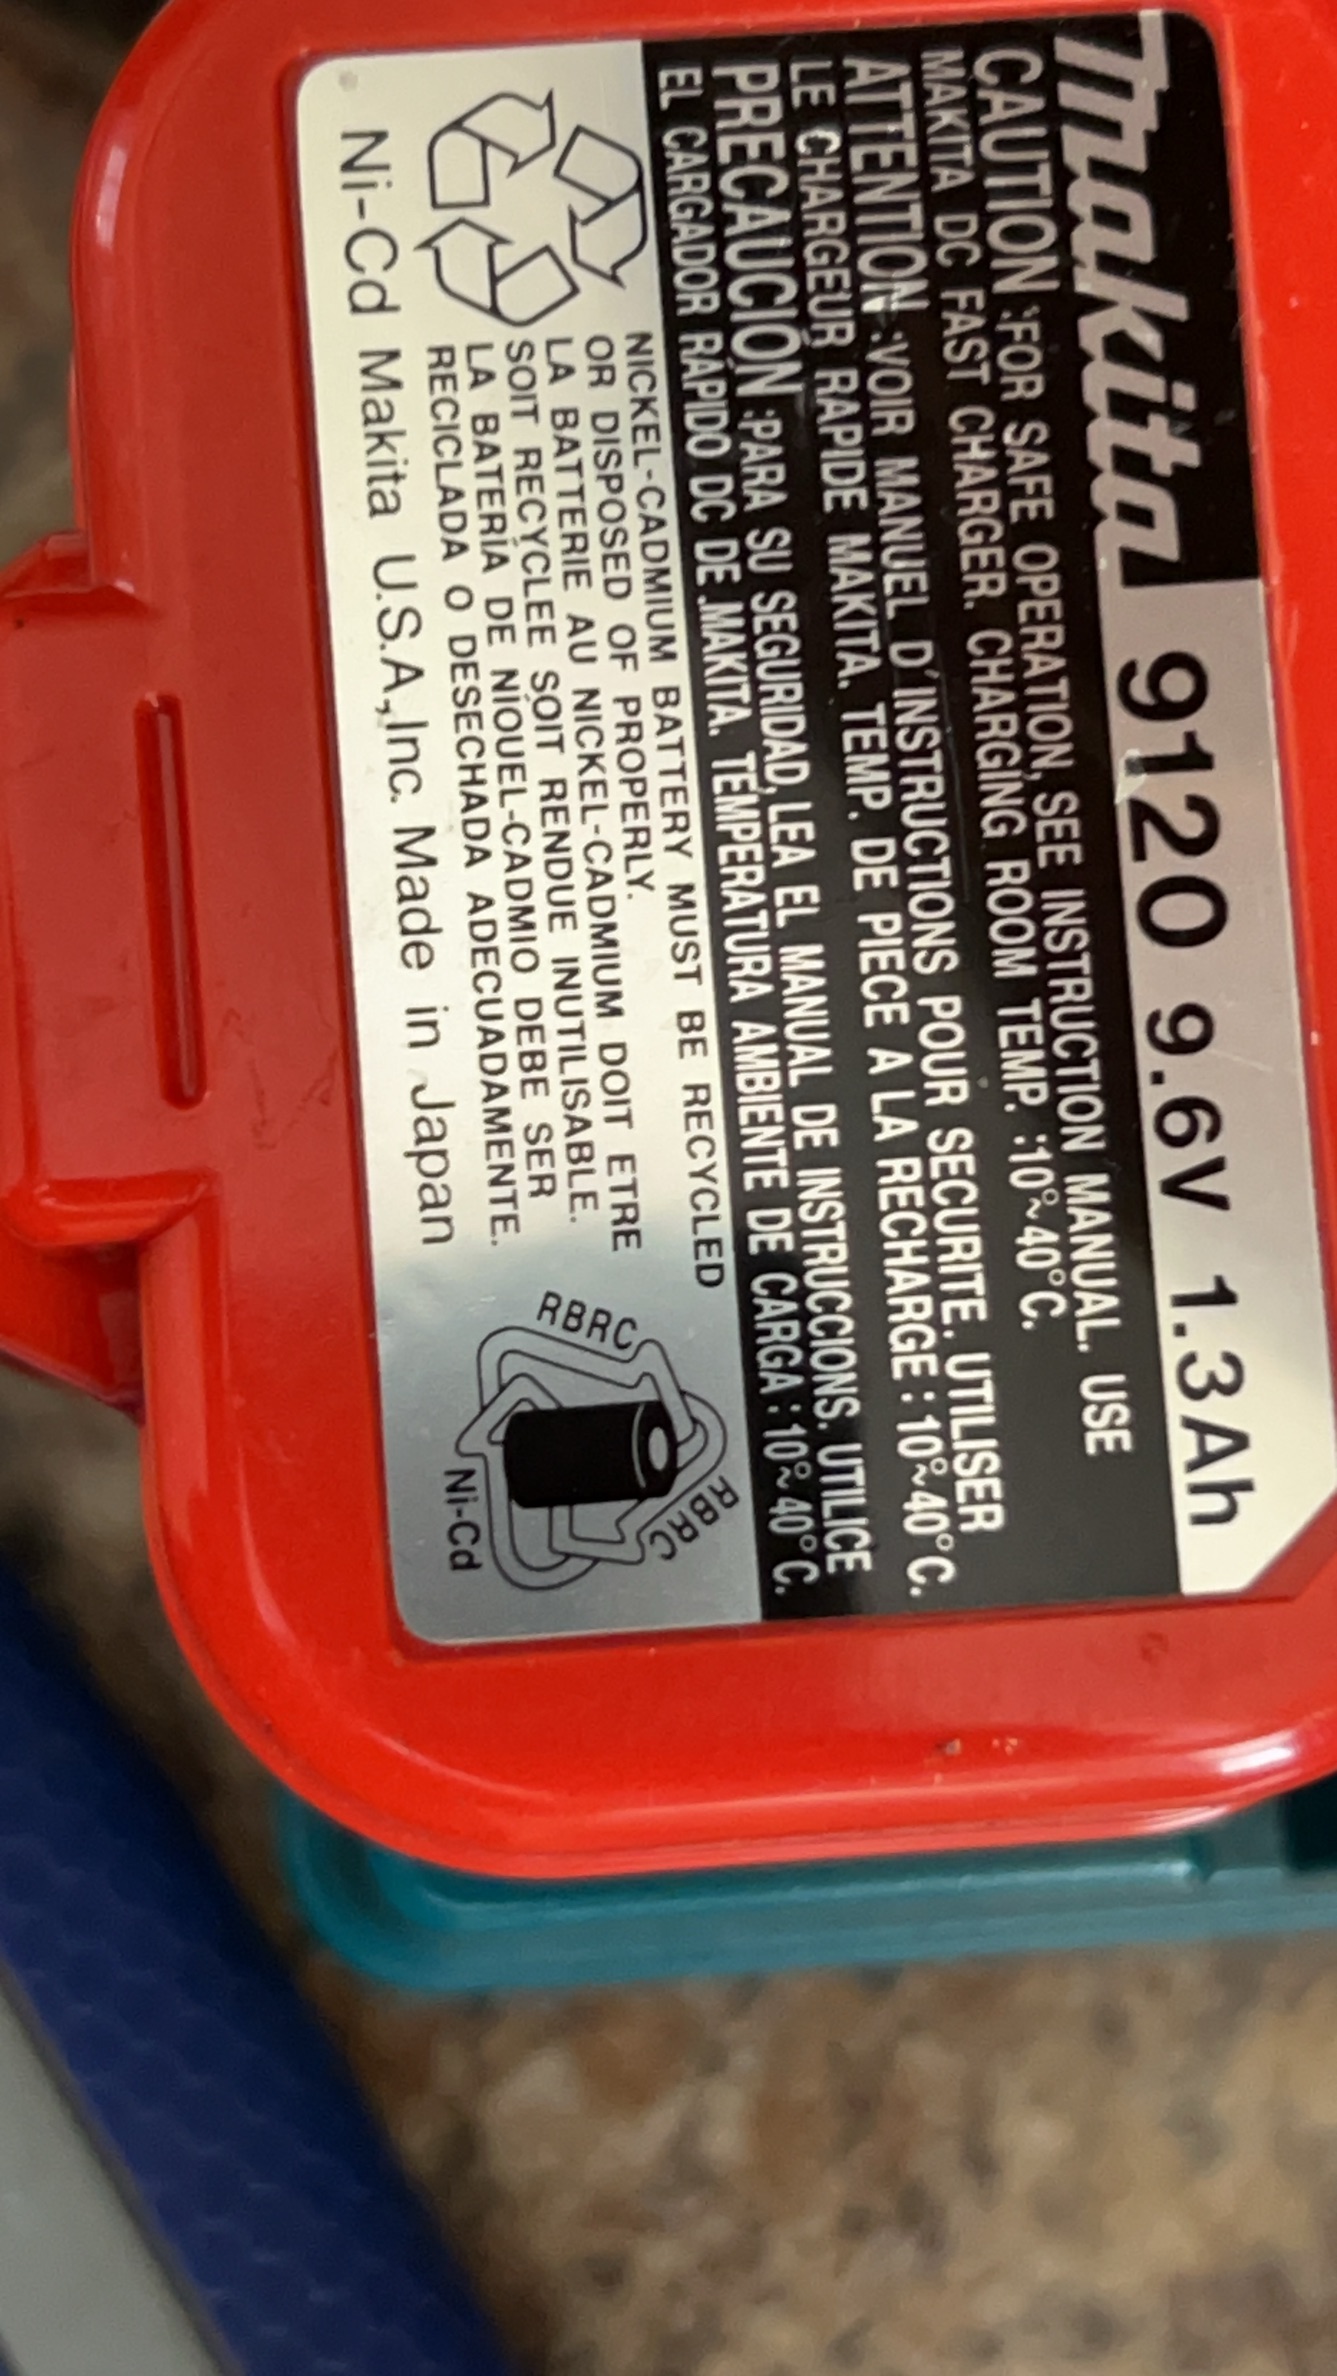 makita 9120 9.6V 1.3Ah
CAUTION :FOR SAFE OPERATION, SEE INSTRUCTION MANUAL. USE
MAKITA DC FAST CHARGER. CHARGING ROOM TEMP. :10°~40°C.
ATTENTION :VOIR MANUEL D'INSTRUCTIONS POUR SECURITE. UTILISER
LE CHARGEUR RAPIDE MAKITA. TEMP. DE PIECE A LA RECHARGE : 10°~40°C.
PRECAUCIÓN :PARA SU SEGURIDAD, LEA EL MANUAL DE INSTRUCCIONS. UTILICE
EL CARGADOR RÁPIDO DC DE MAKITA. TEMPERATURA AMBIENTE DE CARGA : 10°~40°C.
NICKEL-CADMIUM BATTERY MUST BE RECYCLED
OR DISPOSED OF PROPERLY.
LA BATTERIE AU NICKEL-CADMIUM DOIT ETRE
SOIT RECYCLEE SOIT RENDUE INUTILISABLE.
LA BATERÍA DE NIQUEL-CADMIO DEBE SER
RECICLADA O DESECHADA ADECUADAMENTE.
Ni-Cd Makita U.S.A.,Inc. Made in Japan
RBRC
RBRC
Ni-Cd